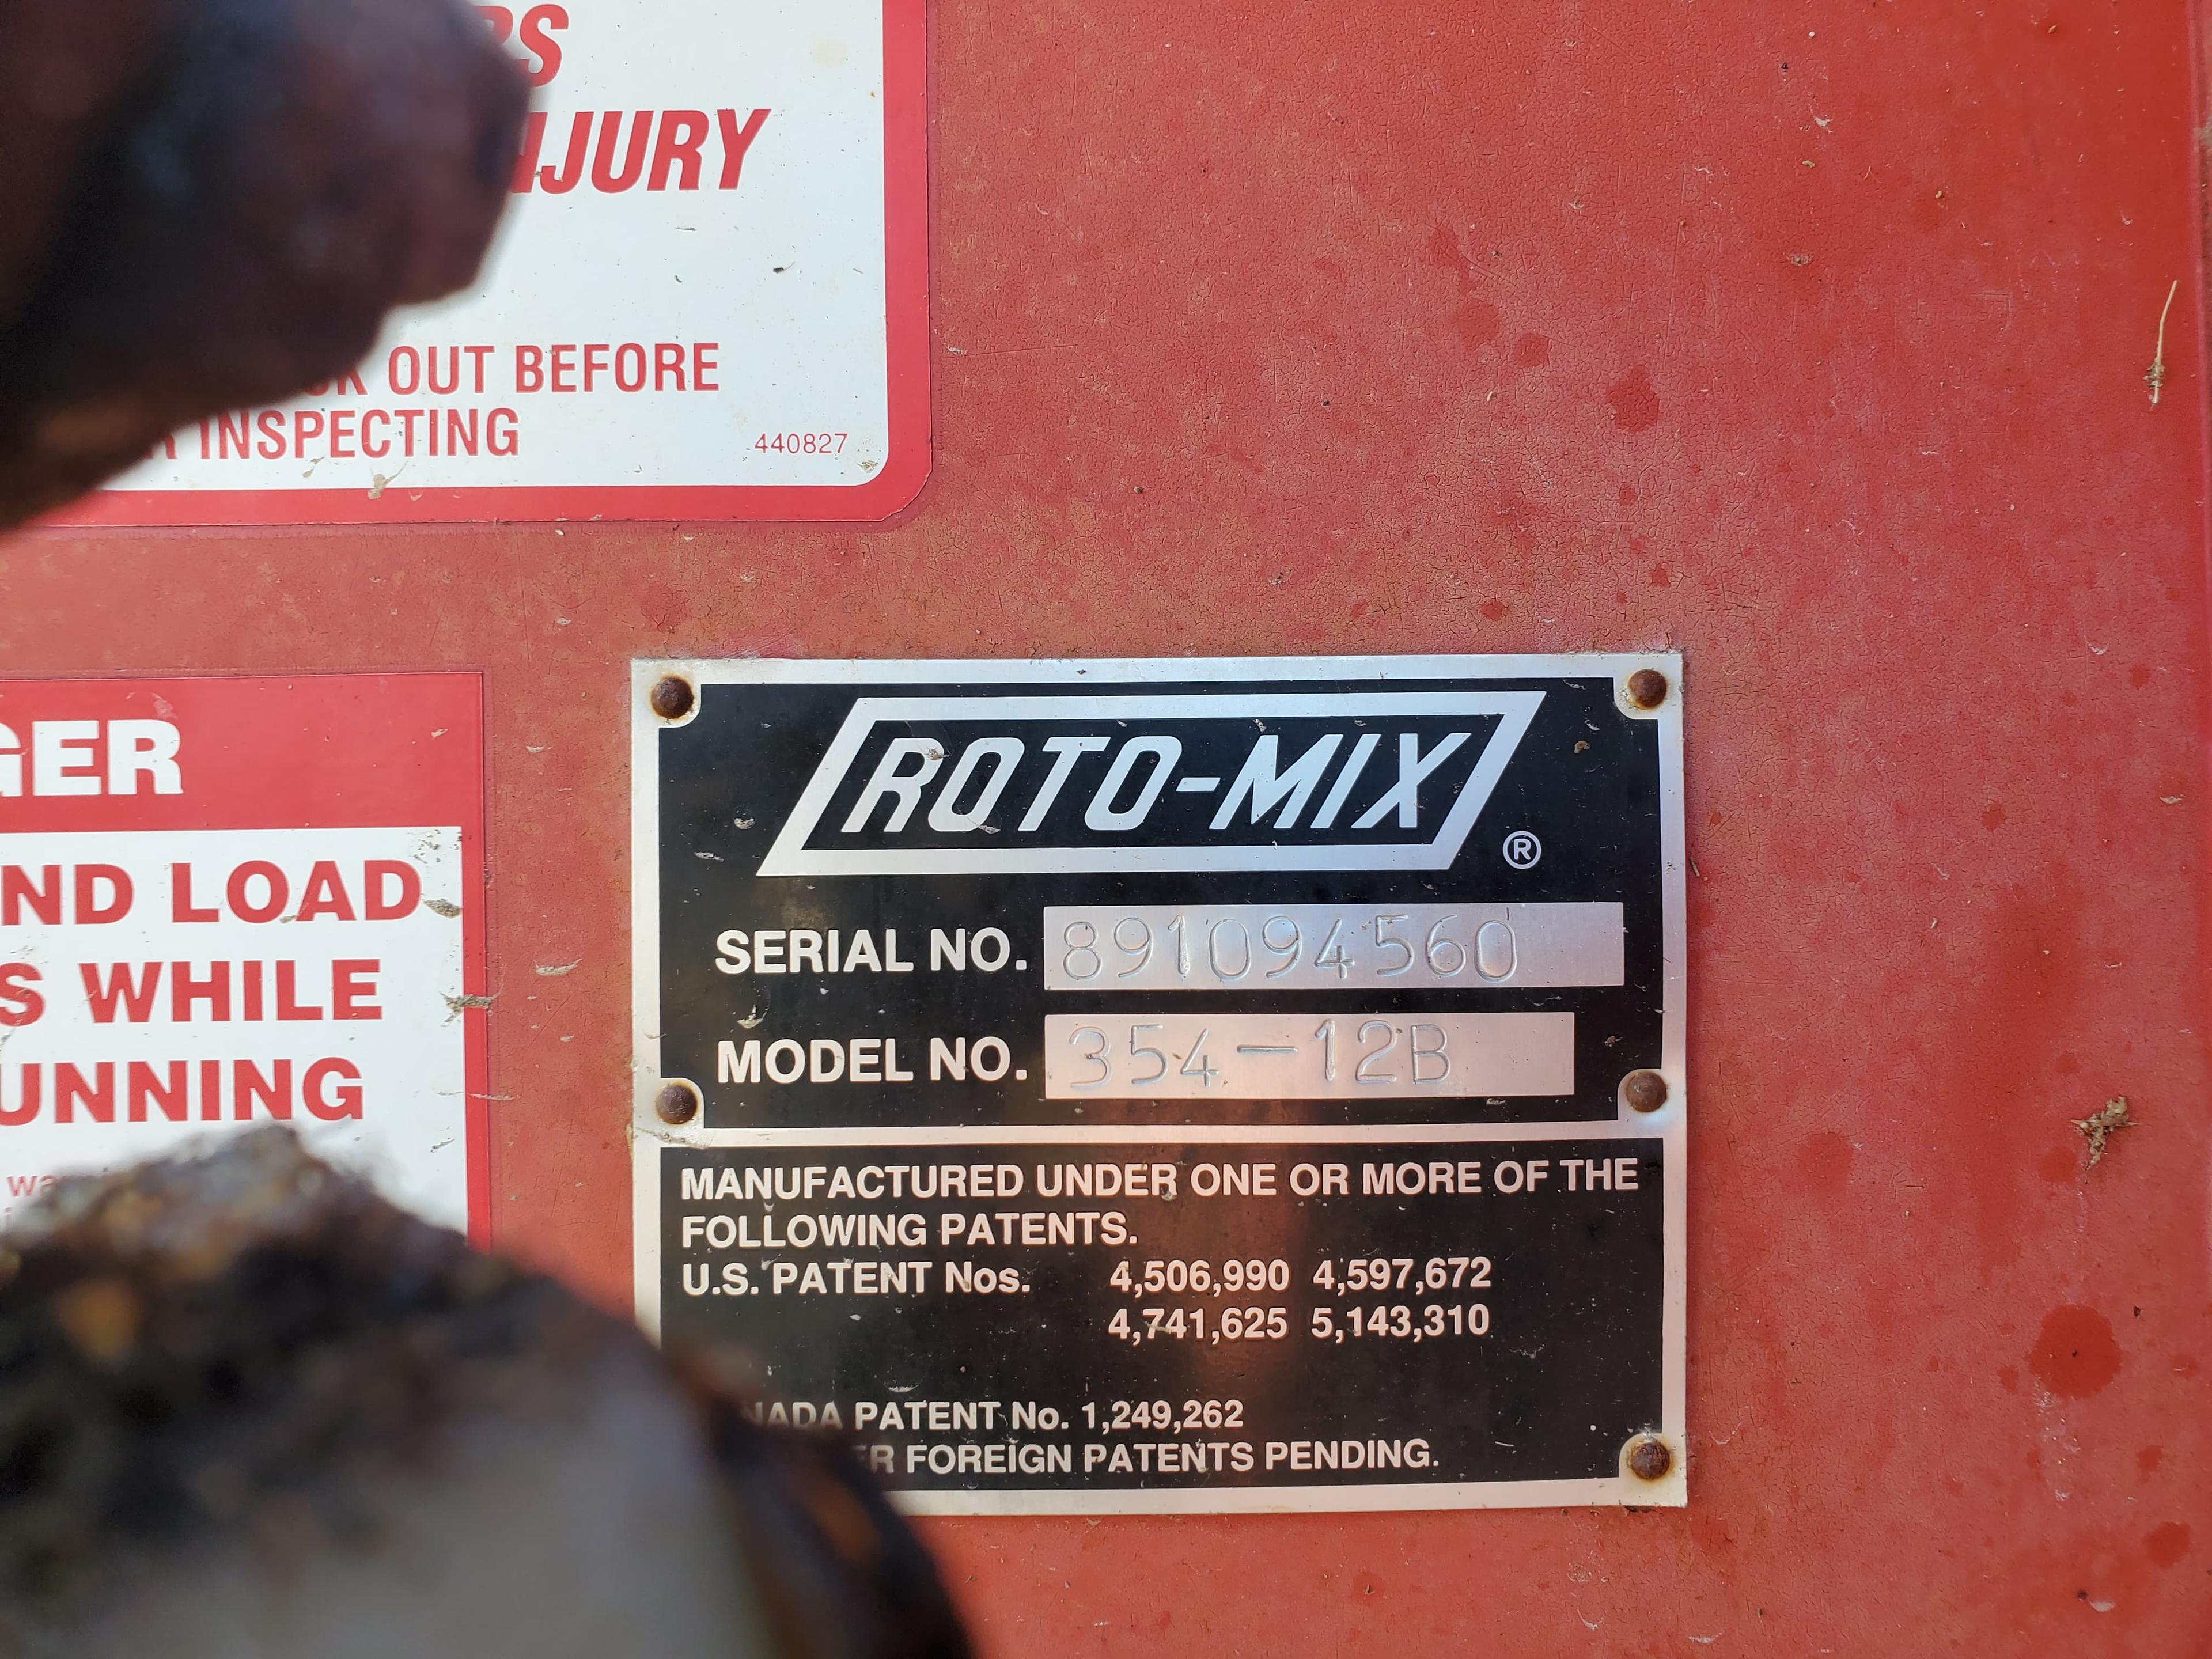 INJURY
OUT BEFORE
INSPECTING
440827
ROTO-MIX
®
SERIAL NO. 891094560
MODEL NO. 354-12B
MANUFACTURED UNDER ONE OR MORE OF THE
FOLLOWING PATENTS.
U.S. PATENT Nos. 4,506,990 4,597,672
4,741,625 5,143,310
PATENT No. 1,249,262
FOREIGN PATENTS PENDING.
GER
ND LOAD
S WHILE
UNNING